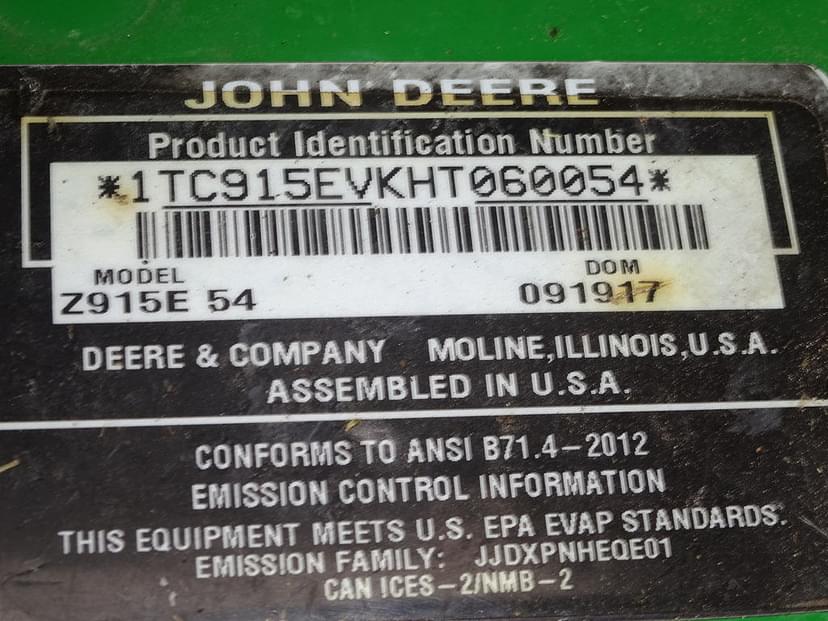 JOHN DEERE
Product Identification Number
*1TC915EVKHT060054*
MODEL DOM
Z915E 54 091917
DEERE & COMPANY MOLINE, ILLINOIS, U.S.A.
ASSEMBLED IN U.S.A.
CONFORMS TO ANSI B71.4-2012
EMISSION CONTROL INFORMATION
THIS EQUIPMENT MEETS U.S. EPA EVAP STANDARDS.
EMISSION FAMILY: JJDXPNHEQE01
CAN ICES-2/NMB-2